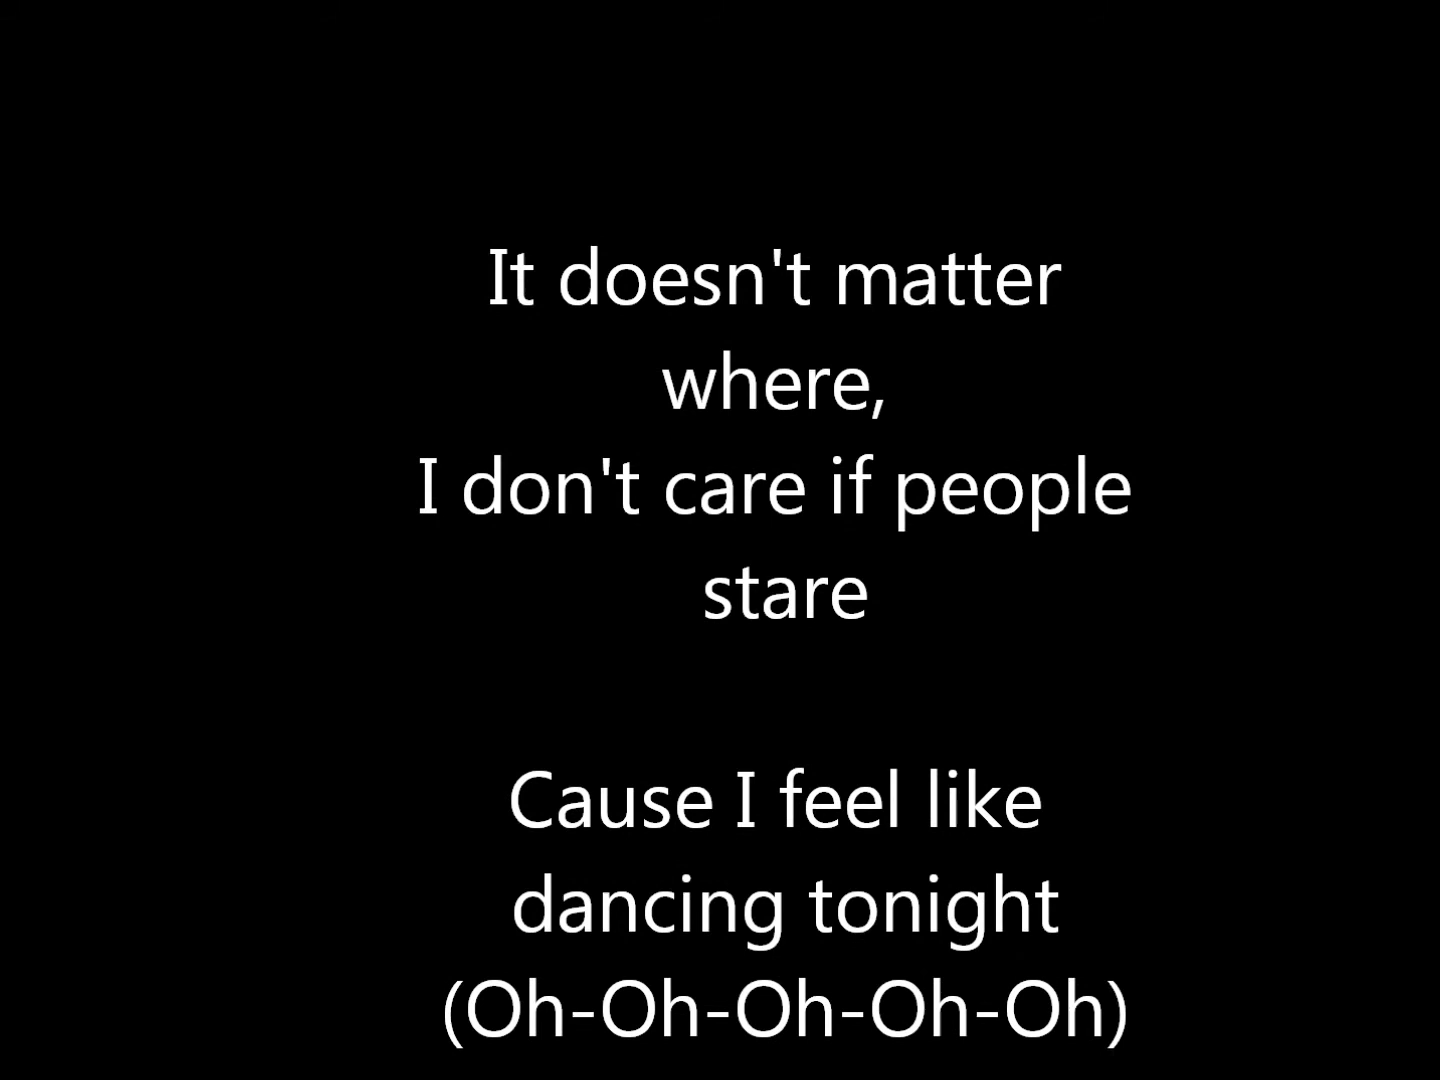 It doesn't matter
where,
I don't care if people
stare
Cause I feel like
dancing tonight
(Oh-Oh-Oh-Oh-Oh)